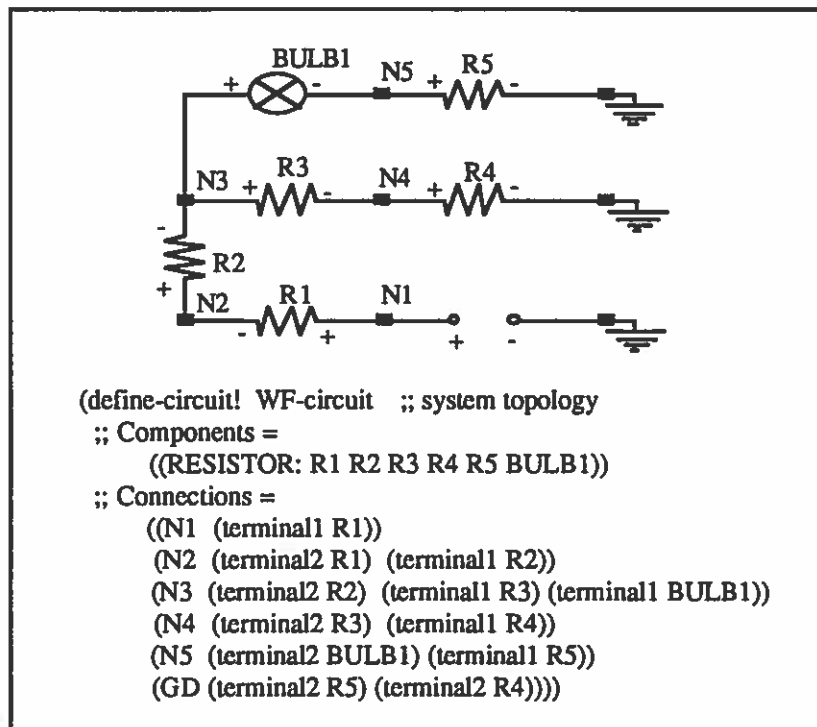 BULB1
+ - N5 + R5 -
N3 + R3 - N4 + R4 -
-
R2
+
N2 R1 N1
- + + -
(define-circuit! WF-circuit ;; system topology
;; Components =
((RESISTOR: R1 R2 R3 R4 R5 BULB1))
;; Connections =
((N1 (terminal1 R1))
(N2 (terminal2 R1) (terminal1 R2))
(N3 (terminal2 R2) (terminal1 R3) (terminal1 BULB1))
(N4 (terminal2 R3) (terminal1 R4))
(N5 (terminal2 BULB1) (terminal1 R5))
(GD (terminal2 R5) (terminal2 R4))))